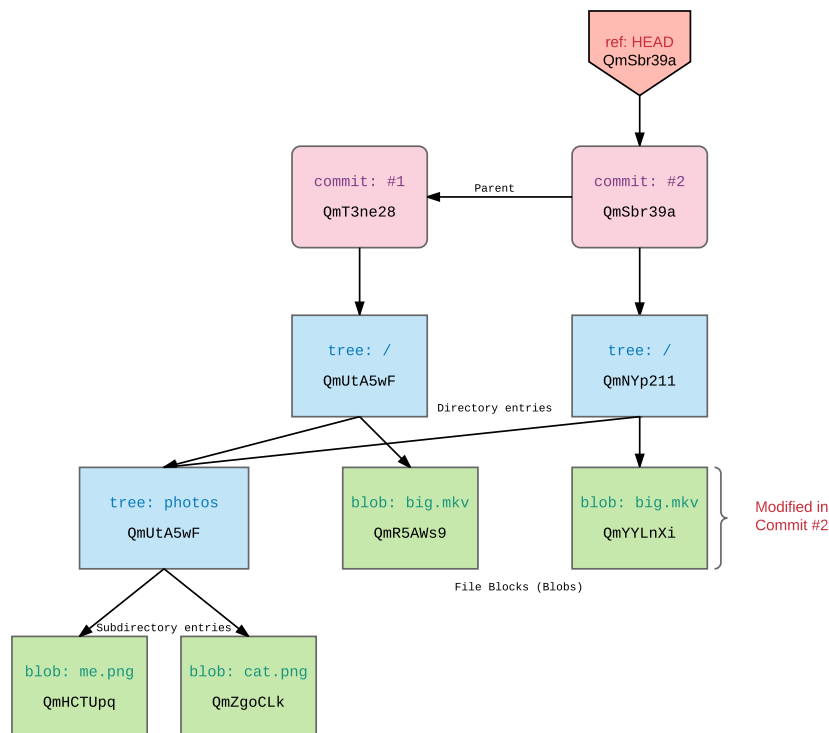 ref: HEAD
QmSbr39a
commit: #1
QmT3ne28
Parent
commit: #2
QmSbr39a
tree: /
QmUtA5wF
tree: /
QmNYp211
Directory entries
tree: photos
QmUtA5wF
blob: big.mkv
QmR5AWs9
blob: big.mkv
QmYYLnXi
Modified in
Commit #2
File Blocks (Blobs)
Subdirectory entries
blob: me.png
QmHCTUpq
blob: cat.png
QmZgoCLk